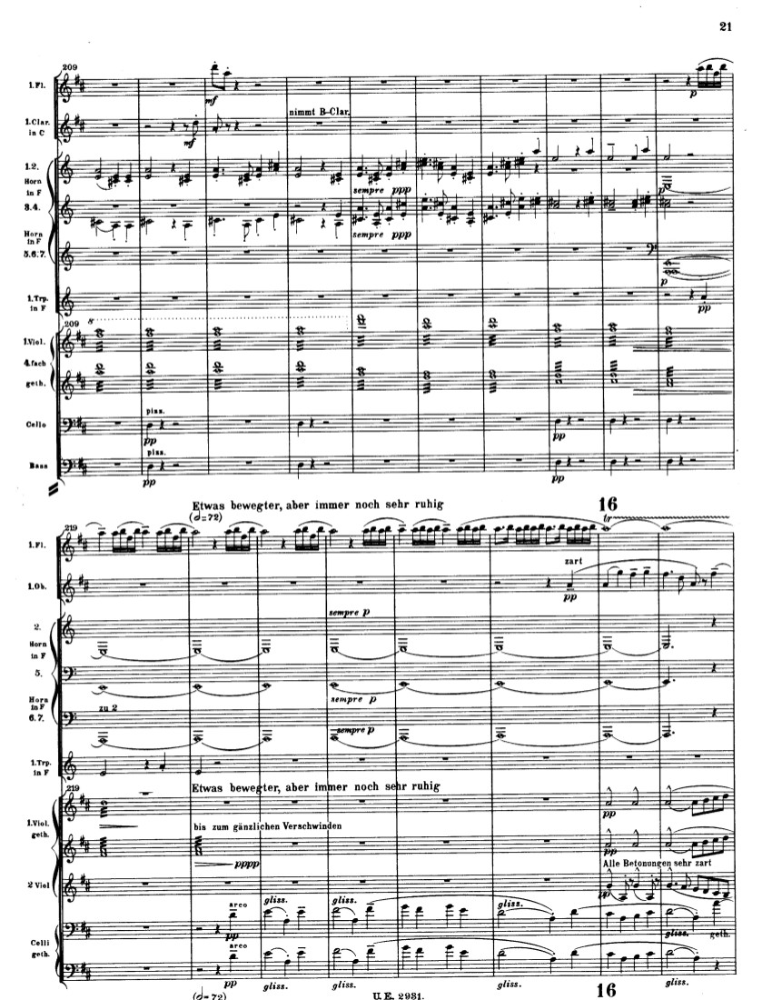 21
209
1. Fl.
mf
p
nimmt B-Clar.
1. Clar. in C
mf
1.2.
Horn in F
sempre ppp
p
3.4.
Horn in F
sempre ppp
5.6.7.
p
1. Trp. in F
pp
209
8
1. Viol.
4 fach
geth.
pizz.
Cello
pp
pp
pizz.
Bass
pp
pp
Etwas bewegter, aber immer noch sehr ruhig
16
(𝅗𝅥=72)
219
tr
1. Fl.
zart
1. Ob.
pp
2.
sempre p
Horn in F
5.
Horn in F
zu 2
sempre p
6.7.
sempre p
1. Trp. in F
219
Etwas bewegter, aber immer noch sehr ruhig
1. Viol. geth.
pp
bis zum gänzlichen Verschwinden
pppp
pp
Alle Betonungen sehr zart
2 Viol
pp
arco
gliss.
gliss.
gliss.
pp
gliss.
geth.
Celli geth.
arco
pp
gliss.
gliss.
gliss.
gliss.
(𝅗𝅥=72)
U.E. 2931.
16